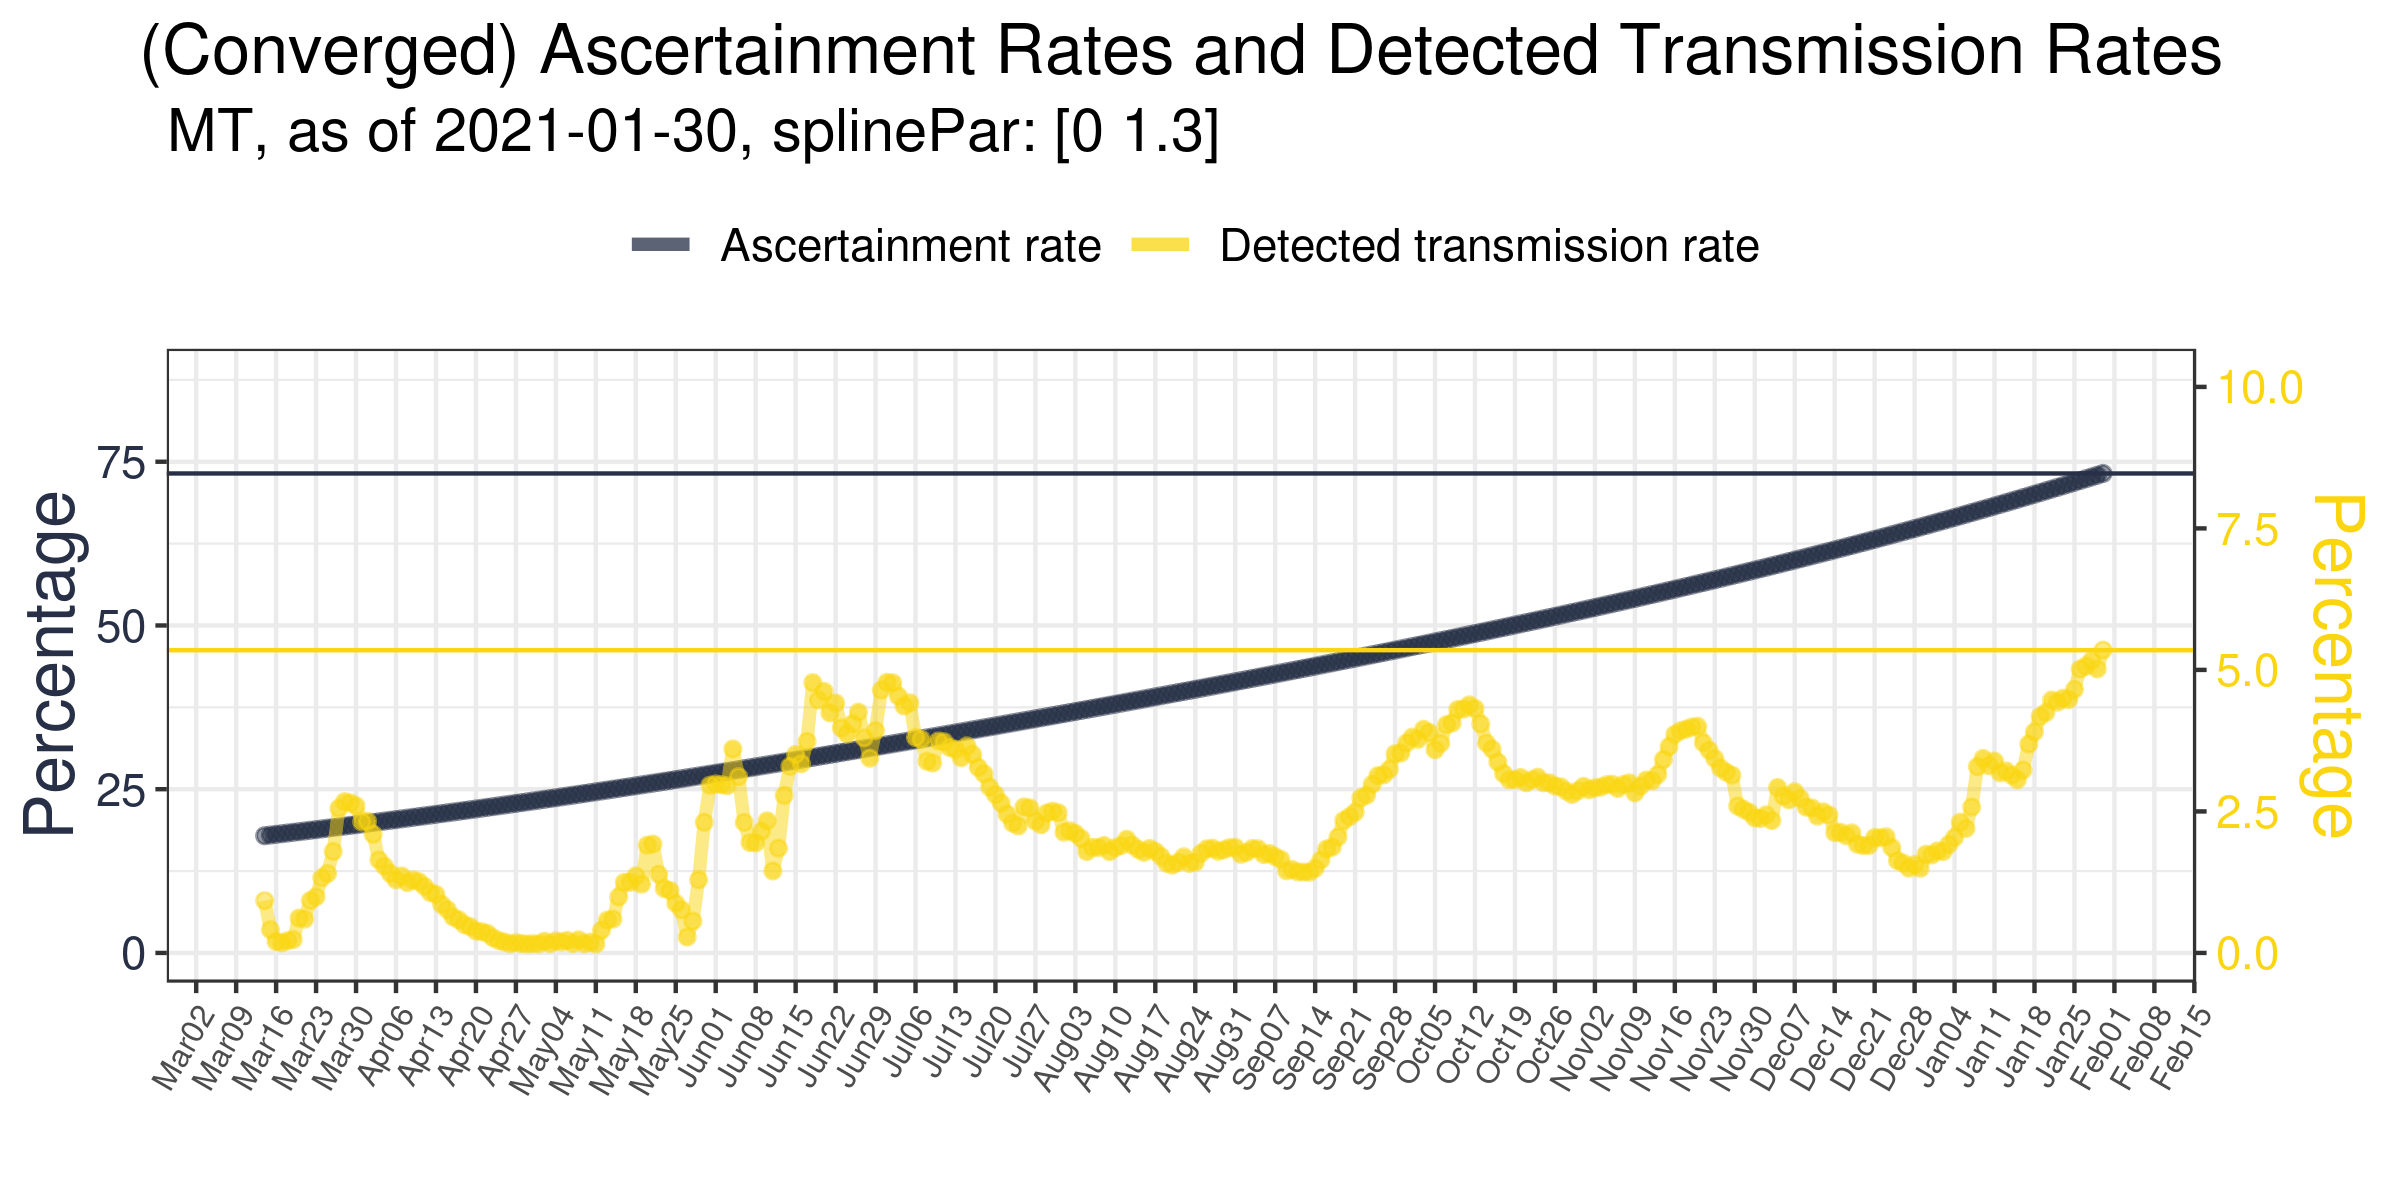 (Converged) Ascertainment Rates and Detected Transmission Rates
MT, as of 2021-01-30, splinePar: [0 1.3]
Ascertainment rate
Detected transmission rate
Percentage
75
50
25
0
10.0
7.5
5.0
2.5
0.0
Percentage
Mar02
Mar09
Mar16
Mar23
Mar30
Apr06
Apr13
Apr20
Apr27
May04
May11
May18
May25
Jun01
Jun08
Jun15
Jun22
Jun29
Jul06
Jul13
Jul20
Jul27
Aug03
Aug10
Aug17
Aug24
Aug31
Sep07
Sep14
Sep21
Sep28
Oct05
Oct12
Oct19
Oct26
Nov02
Nov09
Nov16
Nov23
Nov30
Dec07
Dec14
Dec21
Dec28
Jan04
Jan11
Jan18
Jan25
Feb01
Feb08
Feb15